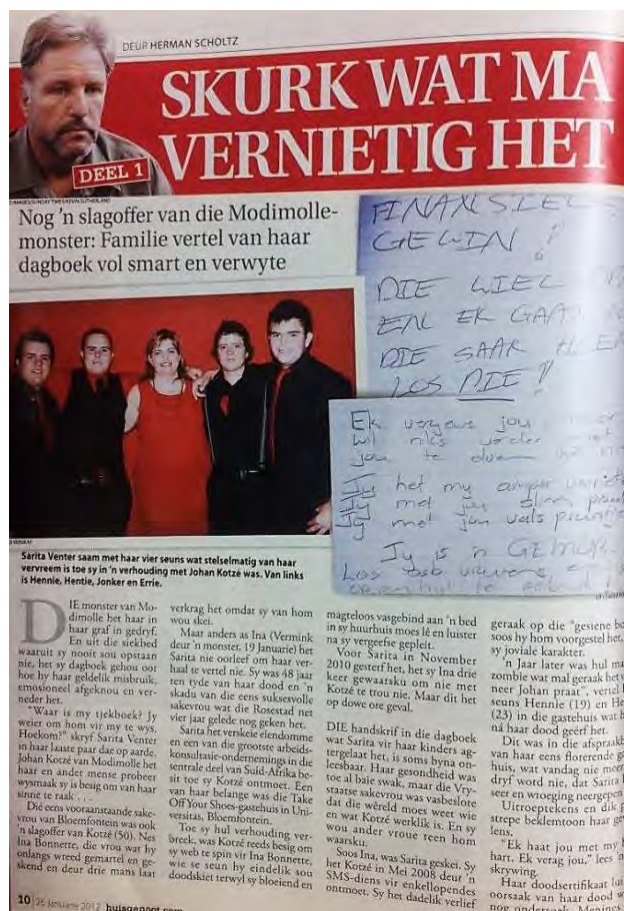 DEUR HERMAN SCHOLTZ
SKURK WAT MA
VERNIETIG HET
DEEL 1
Nog 'n slagoffer van die Modimolle-
monster: Familie vertel van haar
dagboek vol smart en verwyte
FINANSIELE
GEWIN !
DIE WIEL
EN EK GAAN
DIE SAAK
LOS DIE !
Ek vergewe jou
wil niks verder
jou te doen
Jy het my
Jy met jou slim
Jy met jou vals
Jy is 'n
Los asb
Sarita Venter saam met haar vier seuns wat stelselmatig van haar
vervreem is toe sy in 'n verhouding met Johan Kotzé was. Van links
is Hennie, Hentie, Jonker en Errie.
DIE monster van Mo-
dimolle het haar in
haar graf in gedryf.
En uit die siekbed
waaruit sy nooit sou opstaan
nie, het sy dagboek gehou oor
hoe hy haar geldelik misbruik,
emosioneel afgeknou en ver-
neder het.
"Waar is my tjekboek? Jy
weier om hom vir my te wys.
Hoekom?" skryf Sarita Venter
in haar laaste paar dae op aarde.
Johan Kotzé van Modimolle het
haar en ander mense probeer
wysmaak sy is besig om van haar
sinne te raak . . .
Die eens vooraanstaande sake-
vrou van Bloemfontein was ook
'n slagoffer van Kotzé (50). Nes
Ina Bonnette, die vrou wat hy
onlangs wreed gemartel en ge-
skend en deur drie mans laat
verkrag het omdat sy van hom
wou skei.
Maar anders as Ina (Vermink
deur 'n monster, 19 Januarie) het
Sarita nie oorleef om haar ver-
haal te vertel nie. Sy was 48 jaar
ten tyde van haar dood en 'n
skadu van die eens suksesvolle
sakevrou wat die Rosestad net
vier jaar gelede nog geken het.
Sarita het verskeie eiendomme
en een van die grootste arbeids-
konsultasie-ondernemings in die
sentrale deel van Suid-Afrika be-
sit toe sy Kotzé ontmoet. Een
van haar belange was die Take
Off Your Shoes-gastehuis in Uni-
versitas, Bloemfontein.
Toe sy hul verhouding ver-
breek, was Kotzé reeds besig om
sy web te spin vir Ina Bonnette,
wie se seun hy eindelik sou
doodskiet terwyl sy bloeiend en
magteloos vasgebind aan 'n bed
in sy huurhuis moes lê en luister
na sy vergeefse gepleit.
Voor Sarita in November
2010 gesterf het, het sy Ina drie
keer gewaarsku om nie met
Kotzé te trou nie. Maar dit het
op dowe ore geval.
DIE handskrif in die dagboek
wat Sarita vir haar kinders ag-
tergelaat het, is soms byna on-
leesbaar. Haar gesondheid was
toe al baie swak, maar die Vry-
staatse sakevrou was vasbeslote
dat die wêreld moes weet wie
en wat Kotzé werklik is. En sy
wou ander vroue teen hom
waarsku.
Soos Ina, was Sarita geskei. Sy
het Kotzé in Mei 2008 deur 'n
SMS-diens vir enkellopendes
ontmoet. Sy het dadelik verlief
geraak op die "gesiene
soos hy hom voorgestel het,
sy joviale karakter.
'n Jaar later was hul ma
zombie wat mal geraak het
neer Johan praat", vertel
seuns Hennie (19) en He
(23) in die gastehuis wat
ná haar dood geërf het.
Dit was in die afspraak
van haar eens florerende
huis, wat vandag nie meer
dryf word nie, dat Sarita
seer en wroeging neergepen
Uitroeptekens en dik
strepe beklemtoon haar
lens.
"Ek haat jou met my
hart. Ek verag jou," lees 'n
skrywing.
Haar doodsertifikaat lui
oorsaak van haar dood
nog ondersoek.
10 | 26 Januarie 2012 huisgenoot.com